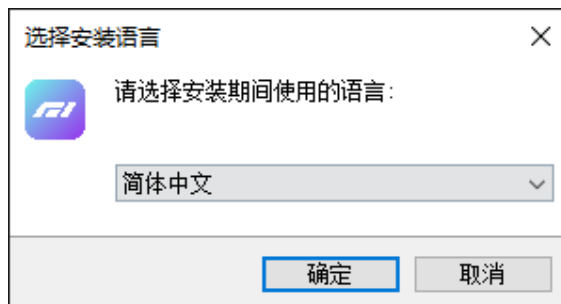 选择安装语言
请选择安装期间使用的语言:
简体中文
确定
取消